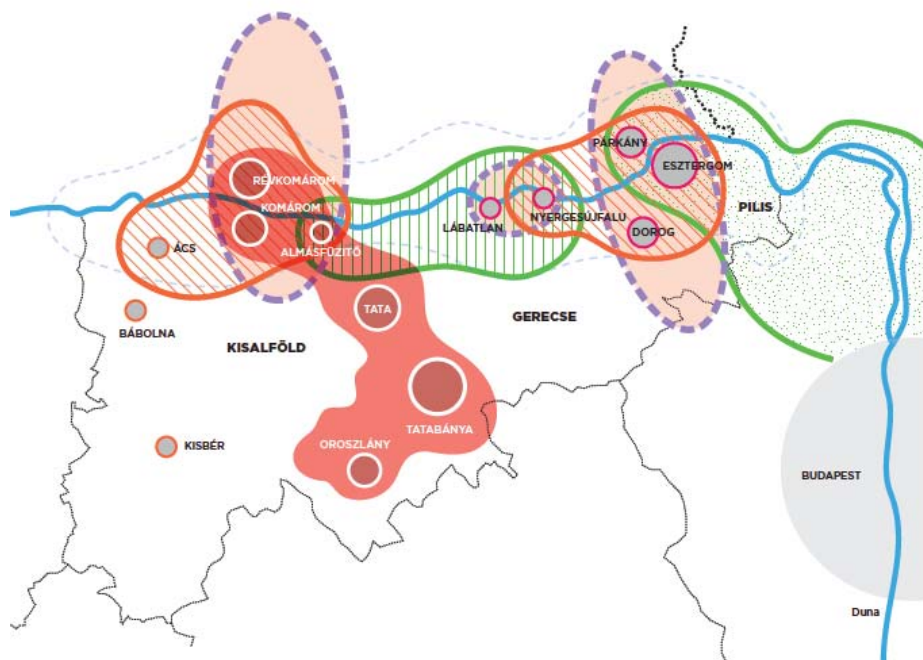 PÁRKÁNY
ESZTERGOM
RÉVKOMÁROM
KOMÁROM
NYERGESÚJFALU
PILIS
LÁBATLAN
DOROG
ÁCS
ALMÁSFÜZITŐ
TATA
GERECSE
BÁBOLNA
KISALFÖLD
TATABÁNYA
OROSZLÁNY
KISBÉR
BUDAPEST
Duna